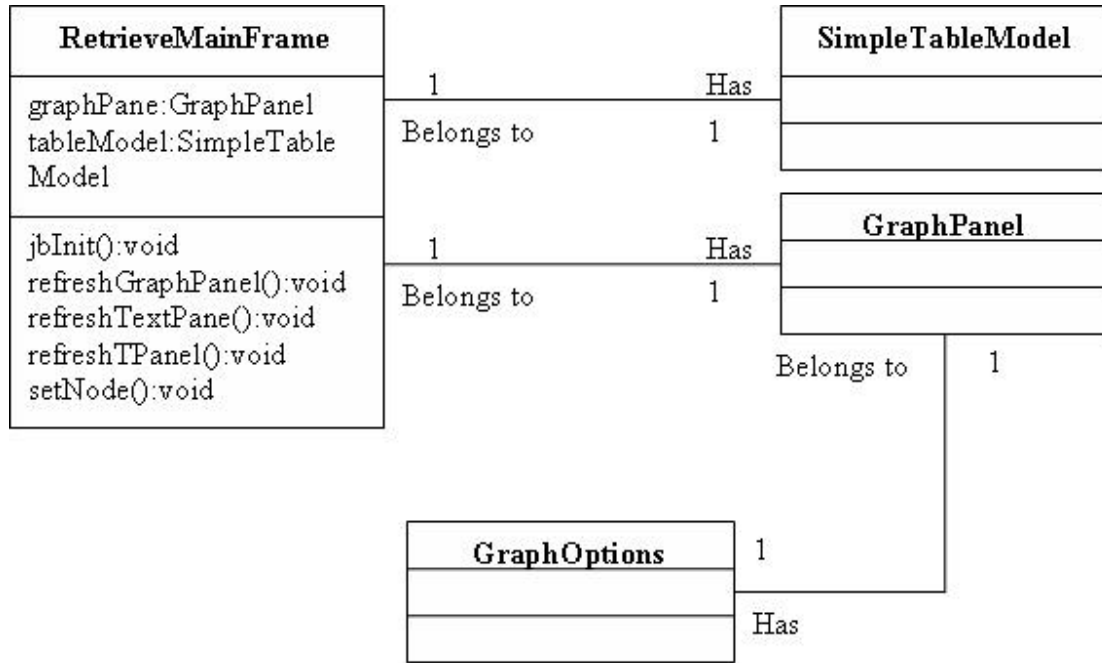 RetrieveMainFrame
graphPane:GraphPanel
tableModel:SimpleTable
Model
jbInit():void
refreshGraphPanel():void
refreshTextPane():void
refreshTPanel():void
setNode():void
1
Has
Belongs to
1
SimpleTableModel
1
Has
Belongs to
1
GraphPanel
Belongs to
1
GraphOptions
1
Has